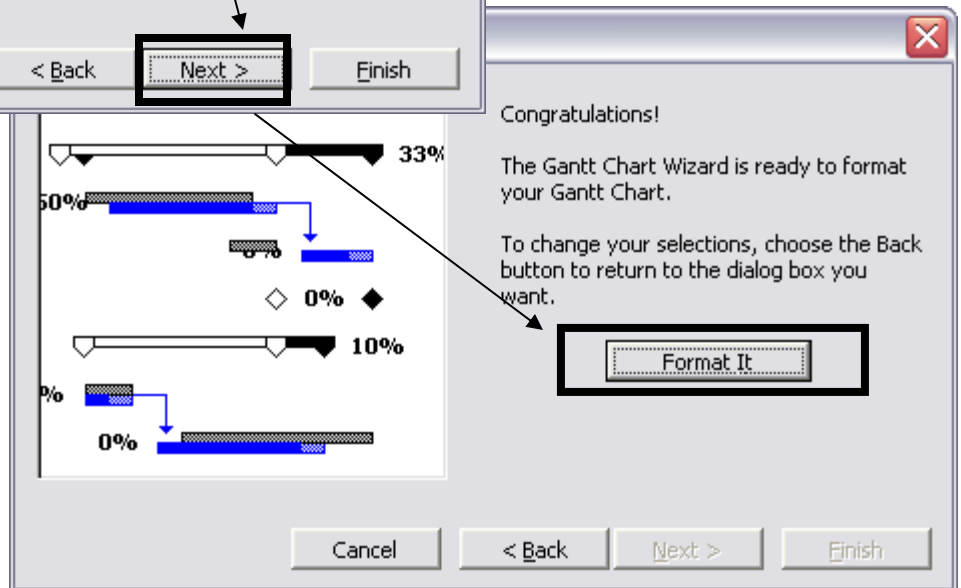 < Back Next > Finish
Congratulations!
The Gantt Chart Wizard is ready to format
your Gantt Chart.
To change your selections, choose the Back
button to return to the dialog box you
want.
Format It
33%
50%
0%
0%
10%
%
0%
Cancel < Back Next > Finish